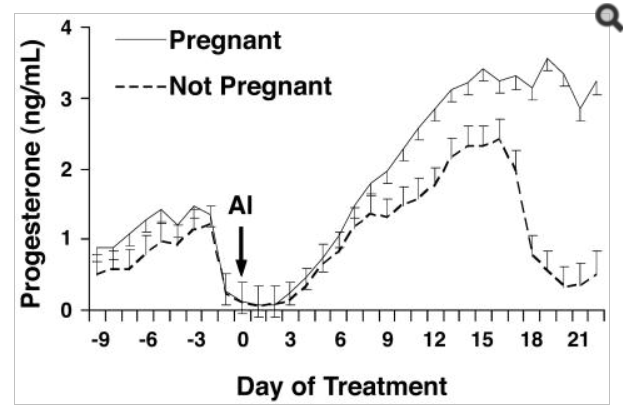 4
3
2
1
0
Progesterone (ng/mL)
Pregnant
Not Pregnant
AI
-9 -6 -3 0 3 6 9 12 15 18 21
Day of Treatment